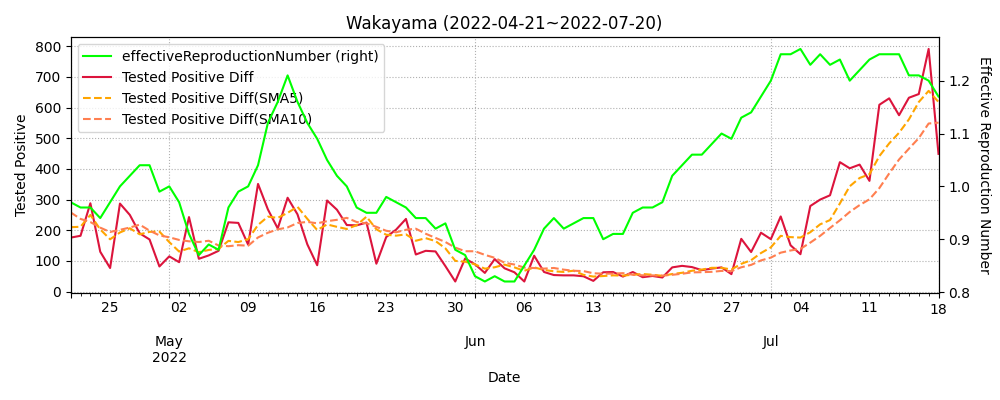 Wakayama (2022-04-21~2022-07-20)
effectiveReproductionNumber (right)
Tested Positive Diff
Tested Positive Diff(SMA5)
Tested Positive Diff(SMA10)
Tested Positive
800
700
600
500
400
300
200
100
0
1.2
1.1
1.0
0.9
0.8
Effective Reproduction Number
25 02 09 16 23 30 06 13 20 27 04 11 18
May Jun Jul
2022
Date